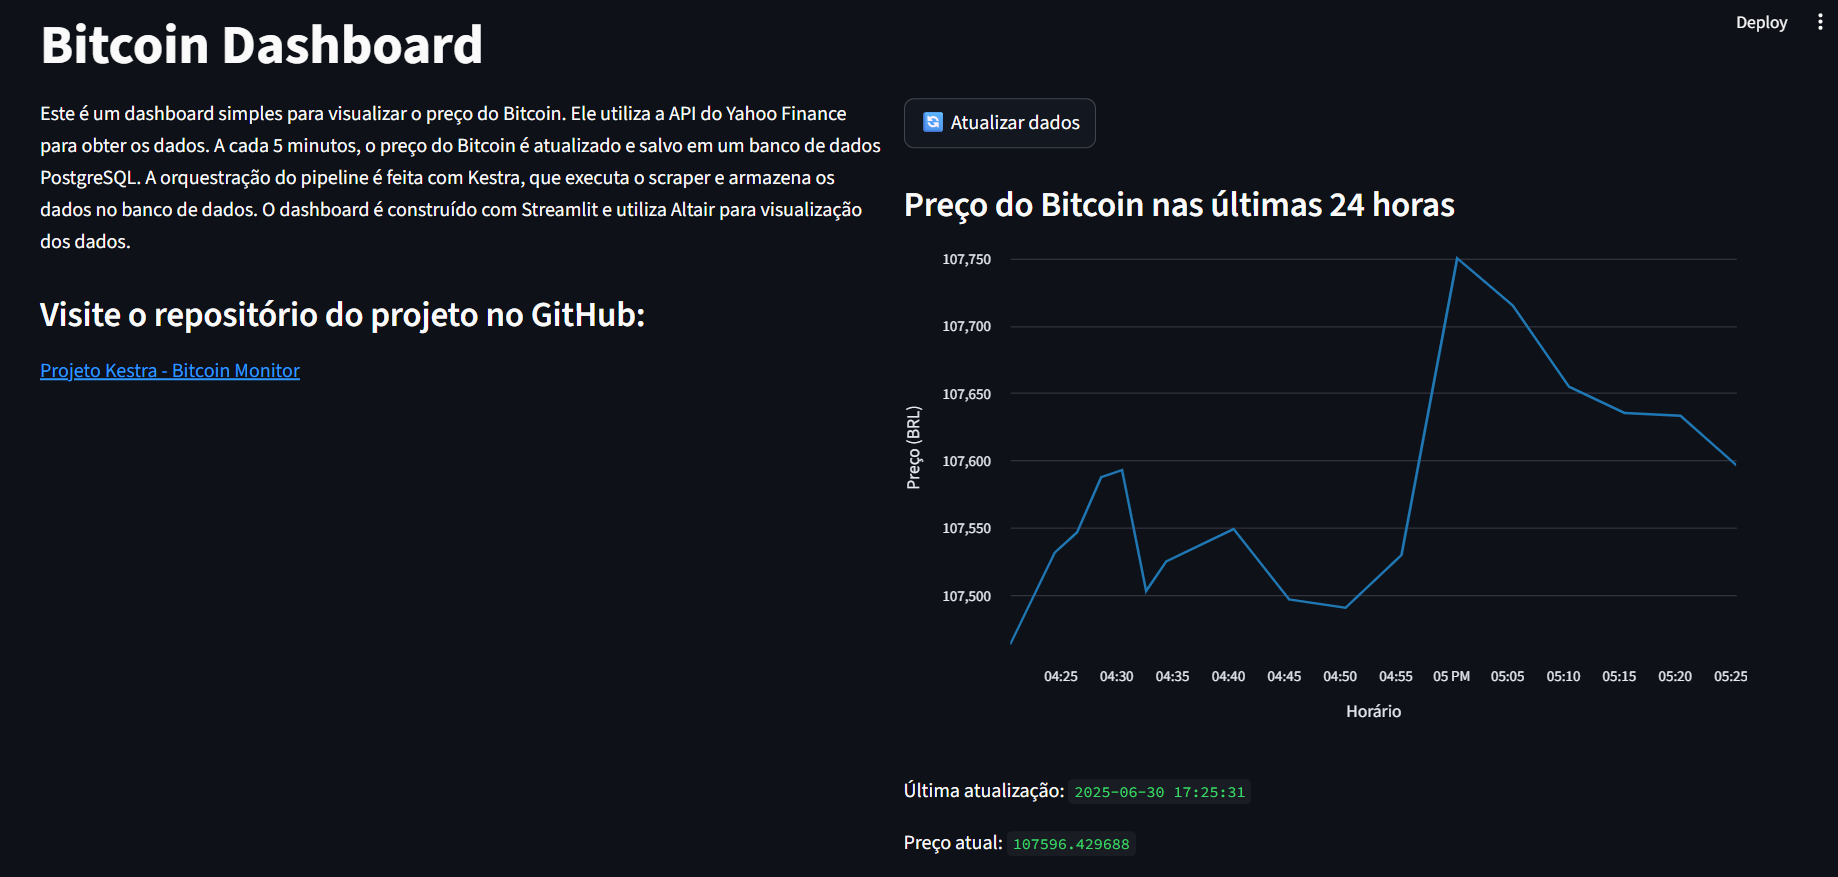 Deploy
Bitcoin Dashboard
Este é um dashboard simples para visualizar o preço do Bitcoin. Ele utiliza a API do Yahoo Finance
para obter os dados. A cada 5 minutos, o preço do Bitcoin é atualizado e salvo em um banco de dados
PostgreSQL. A orquestração do pipeline é feita com Kestra, que executa o scraper e armazena os
dados no banco de dados. O dashboard é construído com Streamlit e utiliza Altair para visualização
dos dados.
Visite o repositório do projeto no GitHub:
Projeto Kestra - Bitcoin Monitor
Atualizar dados
Preço do Bitcoin nas últimas 24 horas
Preço (BRL)
107,750
107,700
107,650
107,600
107,550
107,500
04:25 04:30 04:35 04:40 04:45 04:50 04:55 05 PM 05:05 05:10 05:15 05:20 05:25
Horário
Última atualização: 2025-06-30 17:25:31
Preço atual: 107596.429688